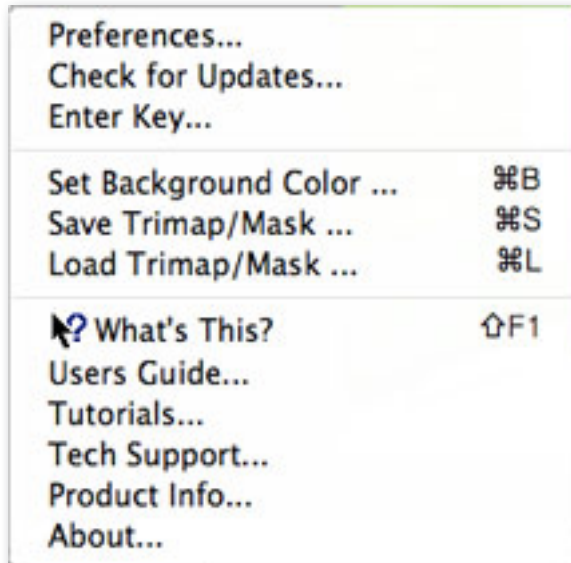 Preferences...
Check for Updates...
Enter Key...
Set Background Color ... ⌘B
Save Trimap/Mask ... ⌘S
Load Trimap/Mask ... ⌘L
? What's This? ⇧F1
Users Guide...
Tutorials...
Tech Support...
Product Info...
About...